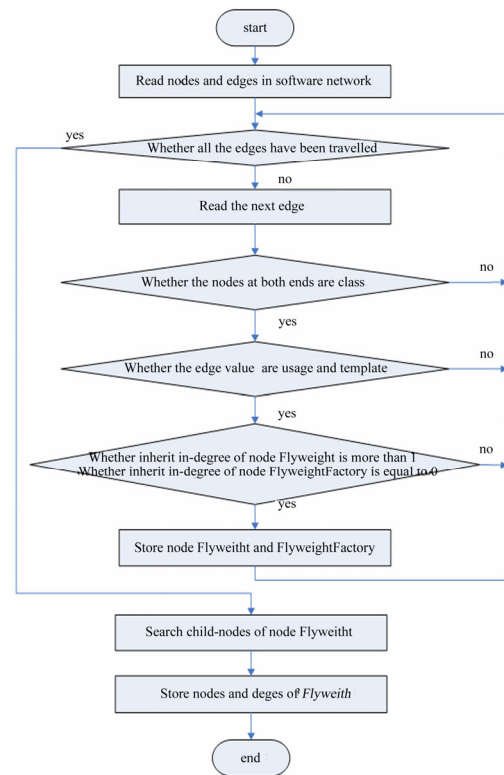 start
Read nodes and edges in software network
yes
Whether all the edges have been travelled
no
Read the next edge
Whether the nodes at both ends are class
no
yes
Whether the edge value are usage and template
no
yes
Whether inherit in-degree of node Flyweight is more than 1
Whether inherit in-degree of node FlyweightFactory is equal to 0
no
yes
Store node Flyweitht and FlyweightFactory
Search child-nodes of node Flyweitht
Store nodes and deges of Flyweith
end